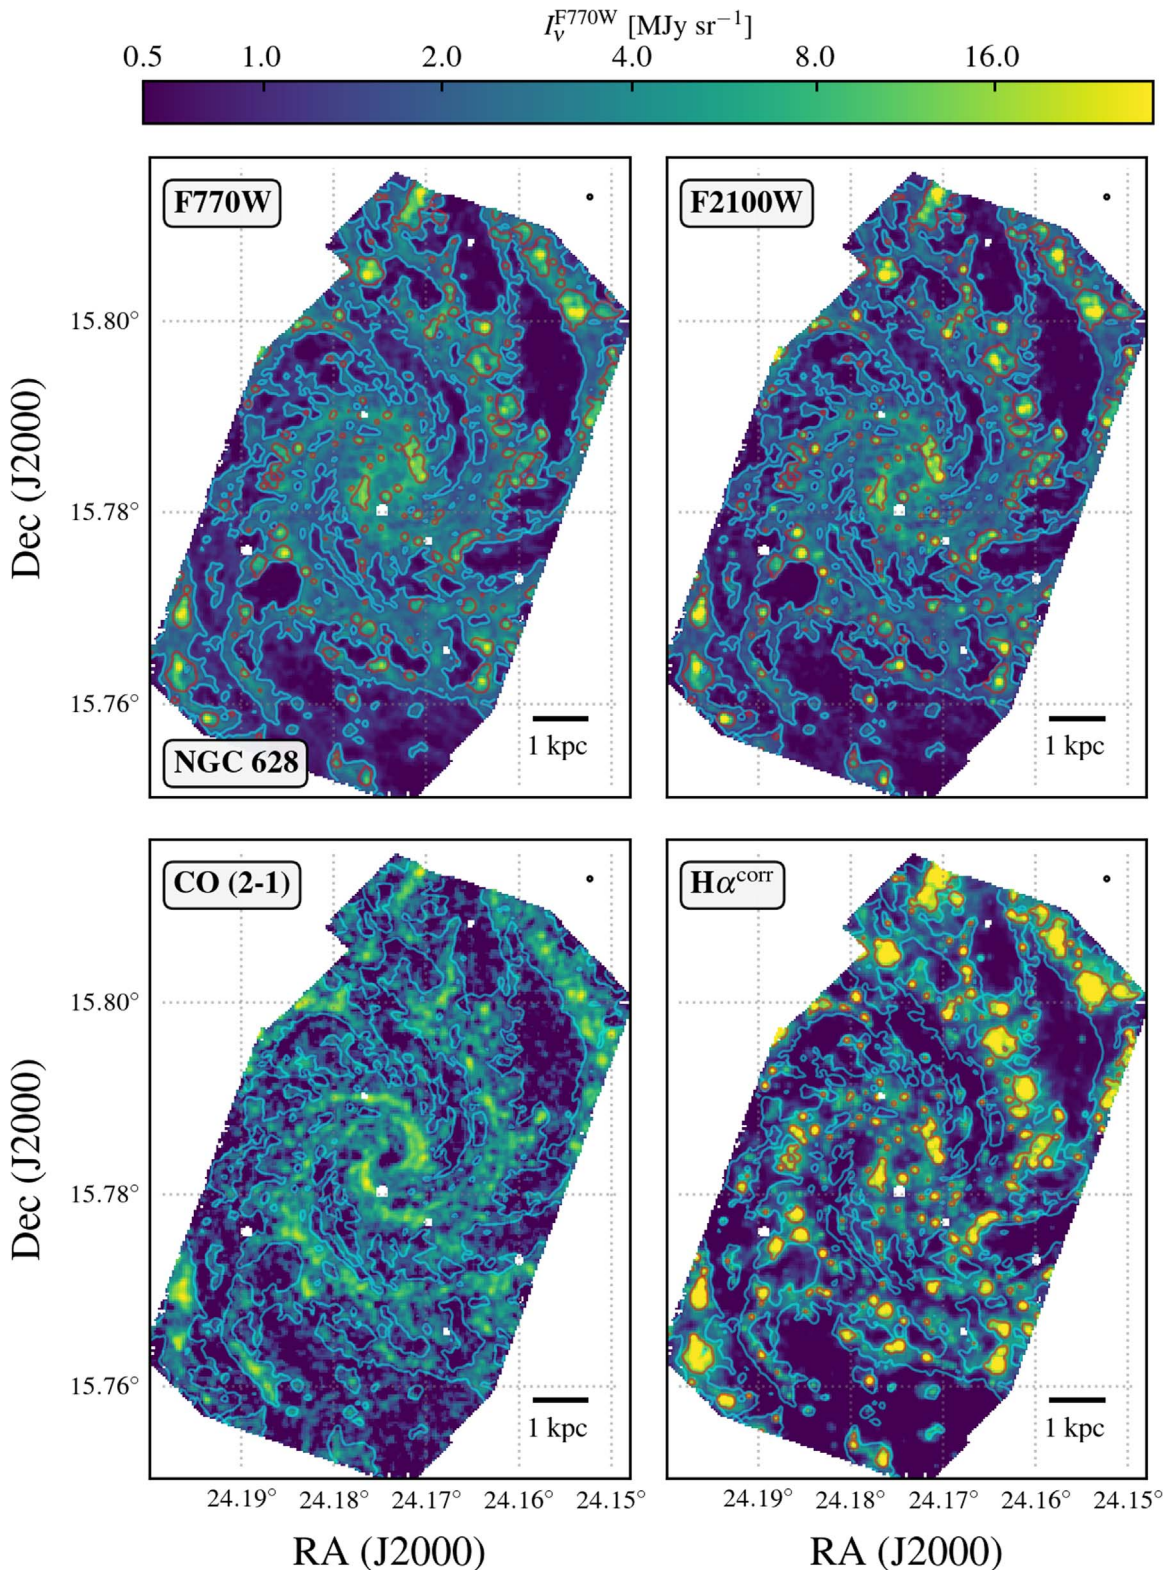 I_ν^F770W [MJy sr⁻¹]
0.5 1.0 2.0 4.0 8.0 16.0
F770W
F2100W
15.80°
15.78°
15.76°
Dec (J2000)
1 kpc
1 kpc
NGC 628
CO (2-1)
Hα^corr
15.80°
15.78°
15.76°
Dec (J2000)
1 kpc
1 kpc
24.19° 24.18° 24.17° 24.16° 24.15°
24.19° 24.18° 24.17° 24.16° 24.15°
RA (J2000)
RA (J2000)